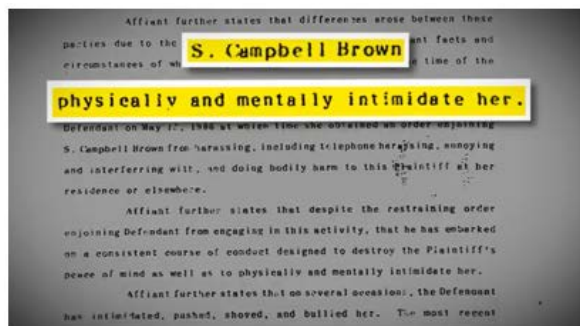 Affiant further states that differences arose between these
parties due to the
S. Campbell Brown
ant facts and
circumstances of
time of the
physically and mentally intimidate her.
Defendant on May 1, 1988 at which time she obtained an order enjoining
S. Campbell Brown from harassing, including telephone harassing, annoying
and interfering with, and doing bodily harm to this Plaintiff at her
residence or elsewhere.
Affiant further states that despite the restraining order
enjoining Defendant from engaging in this activity, that he has embarked
on a consistent course of conduct designed to destroy the Plaintiff's
peace of mind as well as to physically and mentally intimidate her.
Affiant further states that on several occasions, the Defendant
has intimidated, pushed, shoved, and bullied her. The most recent